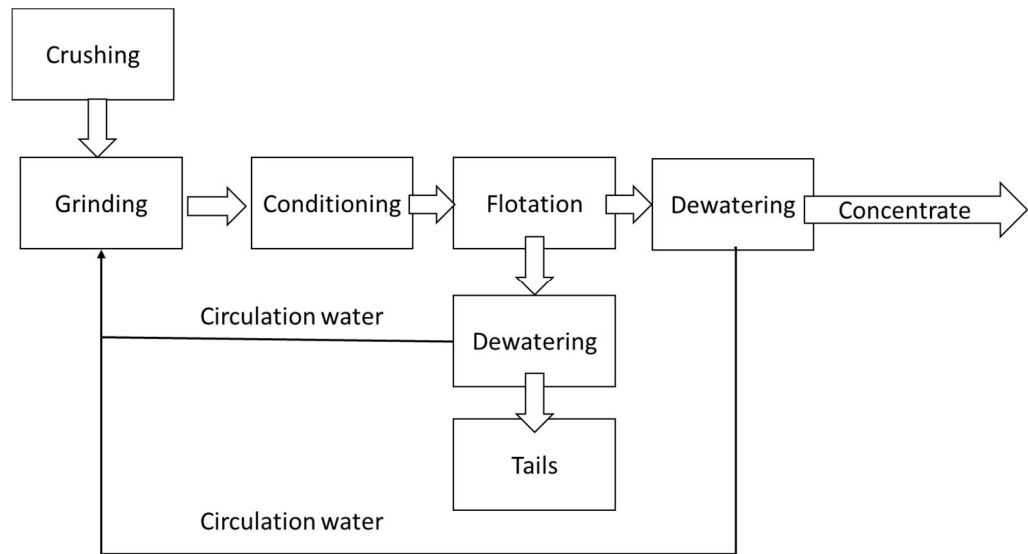 Crushing
Grinding
Conditioning
Flotation
Dewatering
Concentrate
Circulation water
Dewatering
Tails
Circulation water